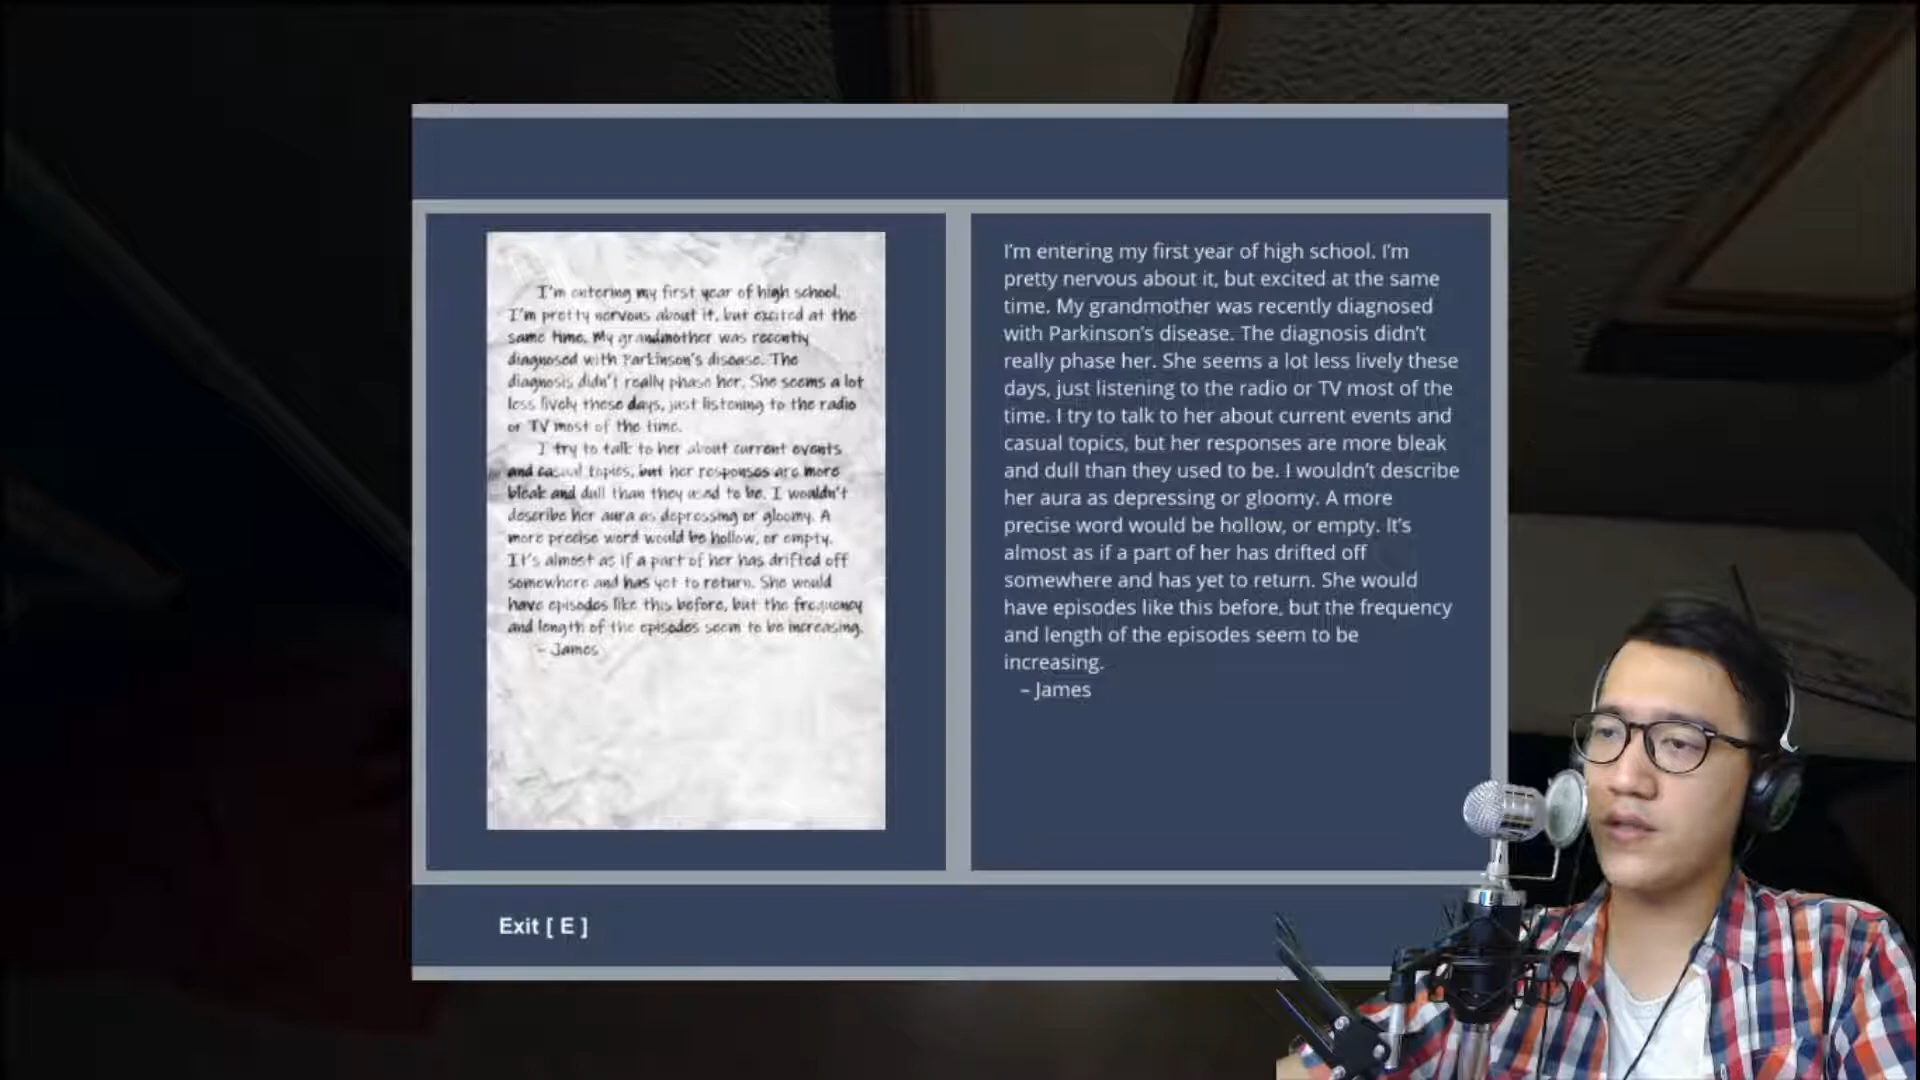 I'm entering my first year of high school.
I'm pretty nervous about it, but excited at the
same time. My grandmother was recently
diagnosed with Parkinson's disease. The
diagnosis didn't really phase her. She seems a lot
less lively these days, just listening to the radio
or TV most of the time.
I try to talk to her about current events
and casual topics, but her responses are more
bleak and dull than they used to be. I wouldn't
describe her aura as depressing or gloomy. A
more precise word would be hollow, or empty.
It's almost as if a part of her has drifted off
somewhere and has yet to return. She would
have episodes like this before, but the frequency
and length of the episodes seem to be increasing.
- James
I'm entering my first year of high school. I'm
pretty nervous about it, but excited at the same
time. My grandmother was recently diagnosed
with Parkinson's disease. The diagnosis didn't
really phase her. She seems a lot less lively these
days, just listening to the radio or TV most of the
time. I try to talk to her about current events and
casual topics, but her responses are more bleak
and dull than they used to be. I wouldn't describe
her aura as depressing or gloomy. A more
precise word would be hollow, or empty. It's
almost as if a part of her has drifted off
somewhere and has yet to return. She would
have episodes like this before, but the frequency
and length of the episodes seem to be
increasing.
– James
Exit [ E ]